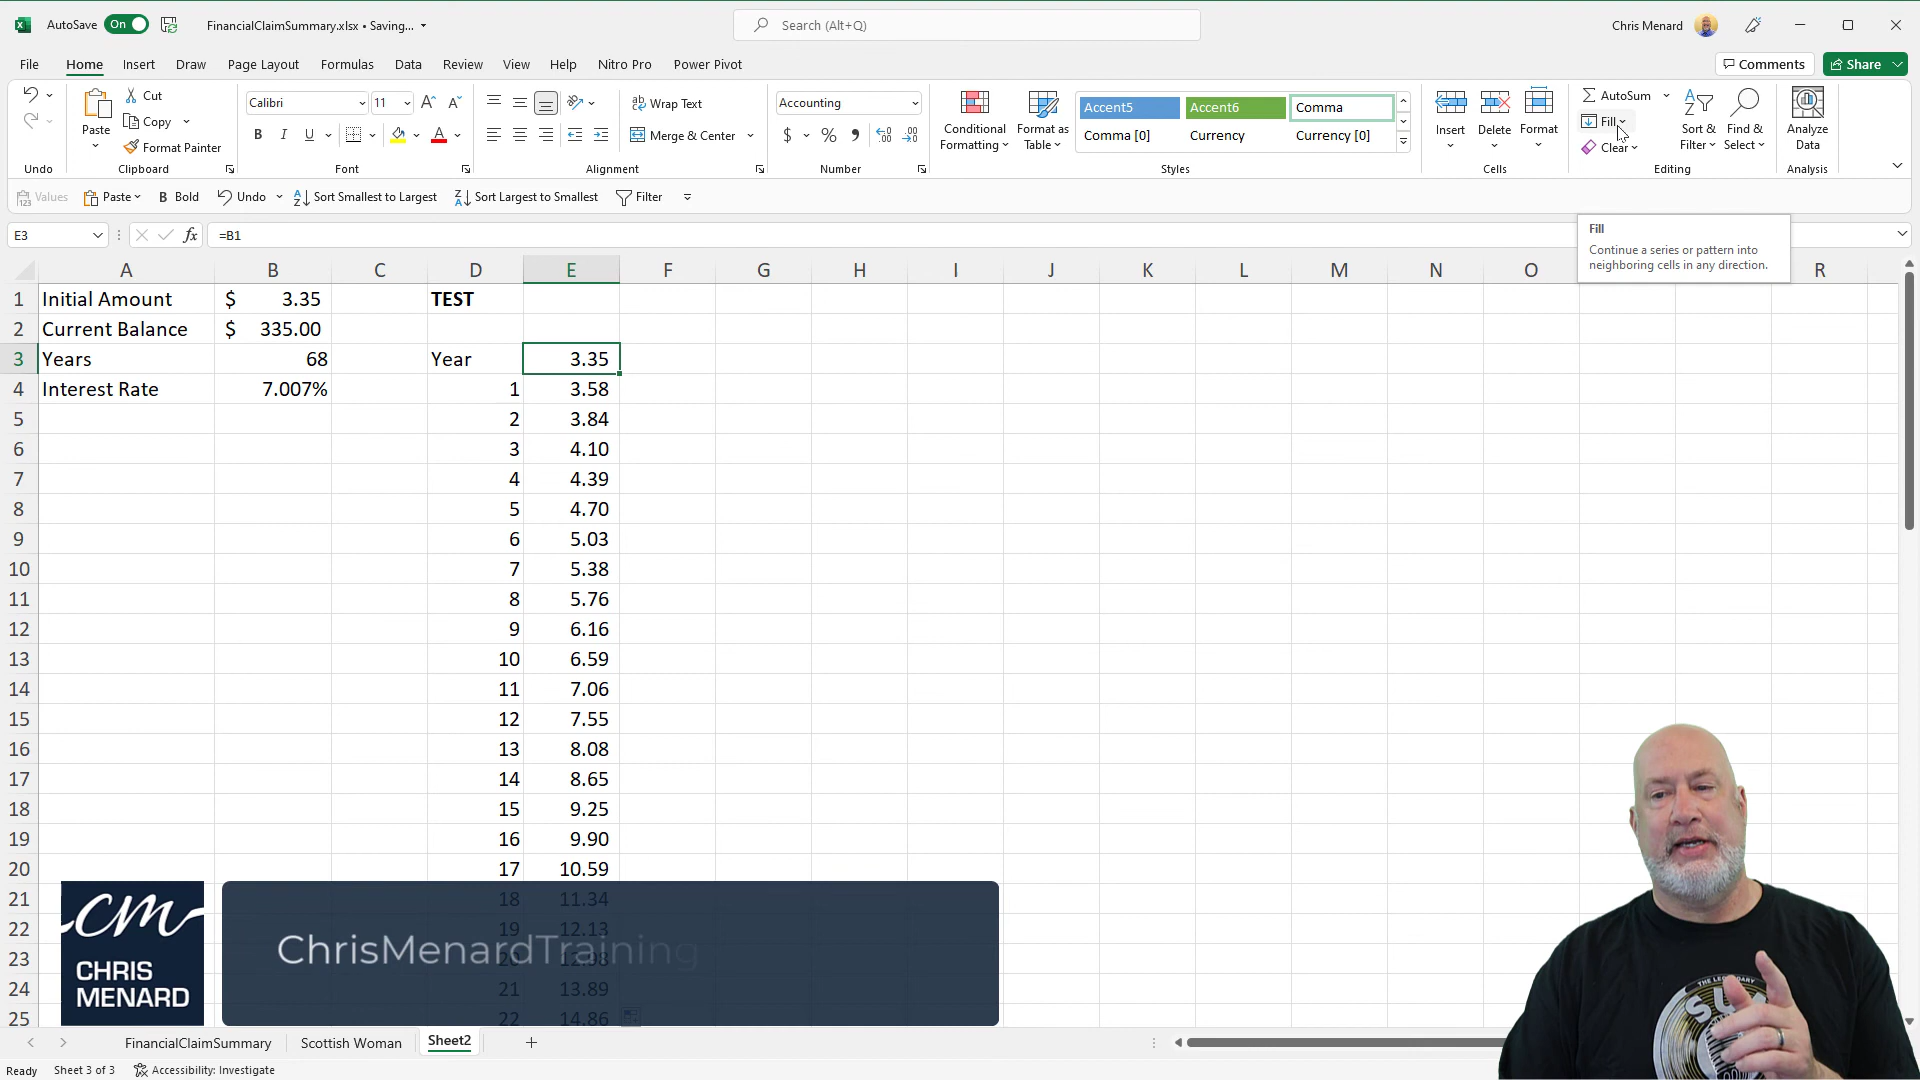 AutoSave On FinancialClaimSummary.xlsx • Saving... Search (Alt+Q) Chris Menard
File Home Insert Draw Page Layout Formulas Data Review View Help Nitro Pro Power Pivot Comments Share
Cut Calibri 11 Wrap Text Accounting Accent5 Accent6 Comma AutoSum
Paste Copy B I U Merge & Center $ % Conditional Formatting Format as Table Comma [0] Currency Currency [0] Insert Delete Format Fill Sort & Filter Find & Select Analyze Data
Format Painter Clear
Undo Clipboard Font Alignment Number Styles Cells Editing Analysis
Values Paste B Bold Undo Sort Smallest to Largest Sort Largest to Smallest Filter
E3 fx =B1
Fill
Continue a series or pattern into
neighboring cells in any direction.
A B C D E F G H I J K L M N O R
1 Initial Amount $ 3.35 TEST
2 Current Balance $ 335.00
3 Years 68 Year 3.35
4 Interest Rate 7.007% 1 3.58
5 2 3.84
6 3 4.10
7 4 4.39
8 5 4.70
9 6 5.03
10 7 5.38
11 8 5.76
12 9 6.16
13 10 6.59
14 11 7.06
15 12 7.55
16 13 8.08
17 14 8.65
18 15 9.25
19 16 9.90
20 17 10.59
21 18 11.34
22 19 12.13
23
24 21 13.89
25 22 14.86
cm
CHRIS
MENARD
ChrisMenardTraining
THE LEGENDARY
SUN
FinancialClaimSummary Scottish Woman Sheet2
Ready Sheet 3 of 3 Accessibility: Investigate